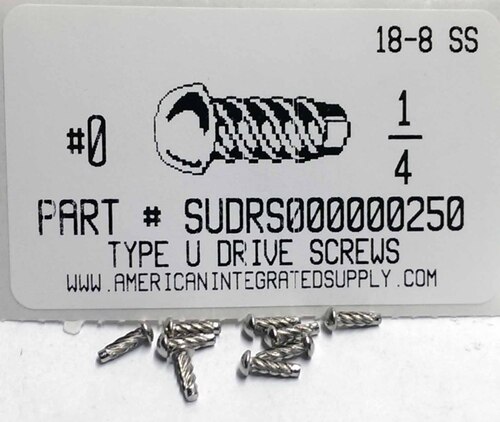 18-8 SS
#0
1
4
PART # SUDRS000000250
TYPE U DRIVE SCREWS
WWW.AMERICANINTEGRATEDSUPPLY.COM